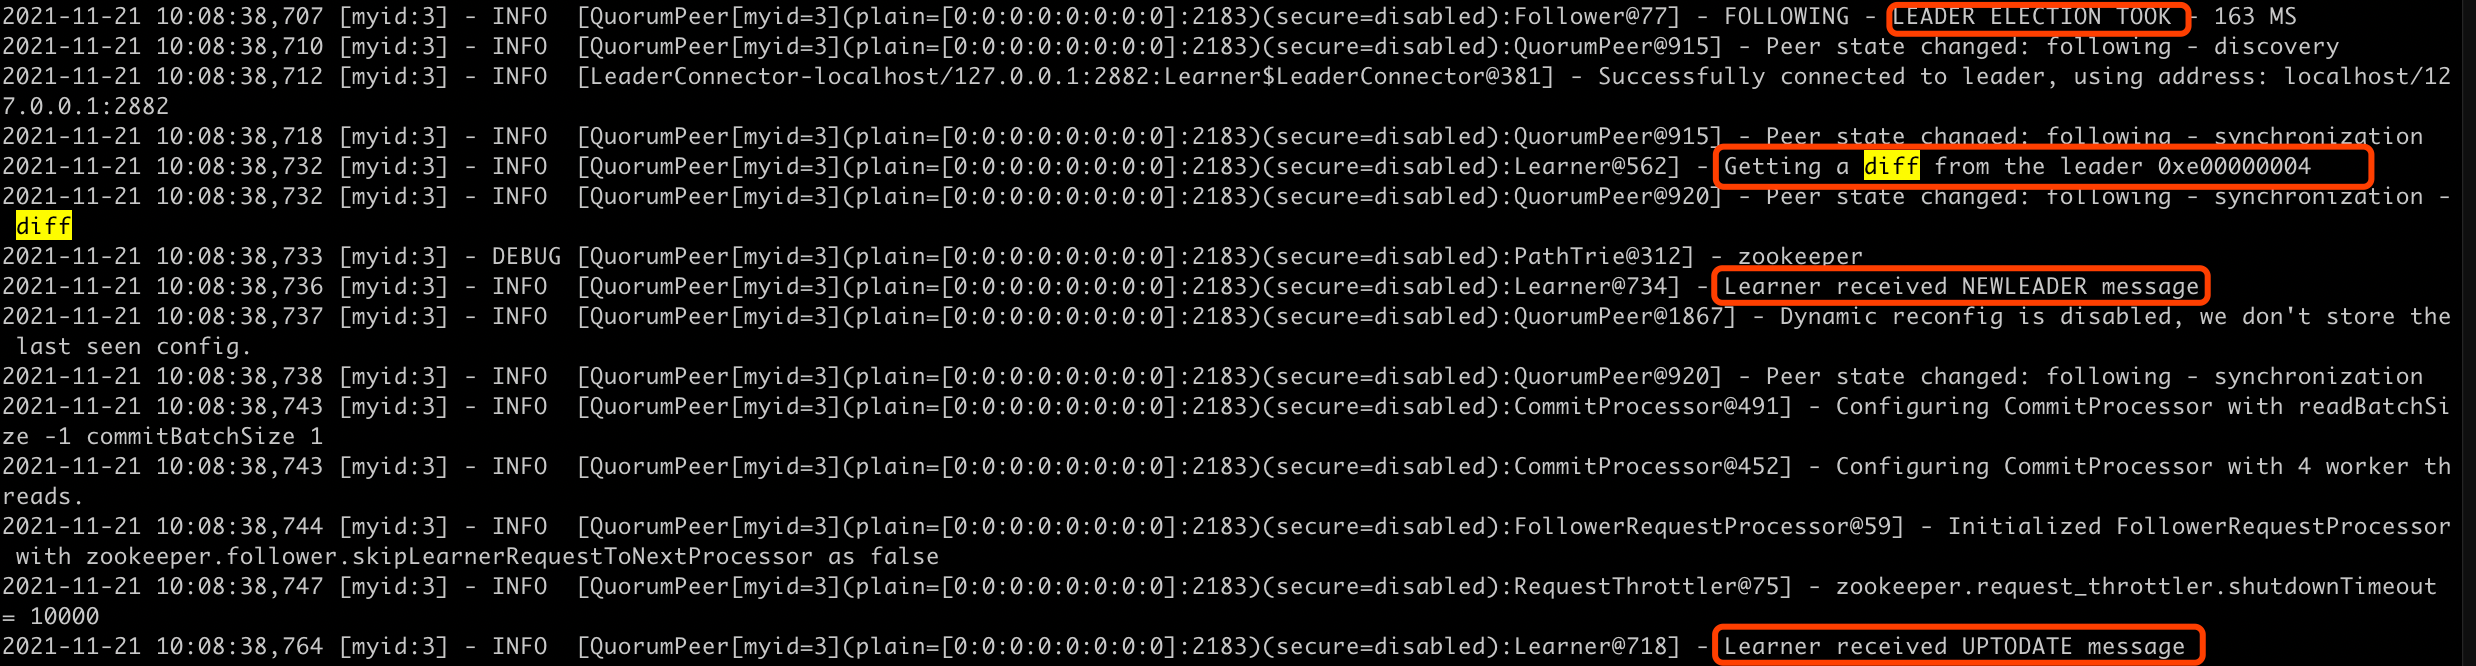 2021-11-21 10:08:38,707 [myid:3] - INFO  [QuorumPeer[myid=3](plain=[0:0:0:0:0:0:0:0]:2183)(secure=disabled):Follower@77] - FOLLOWING - LEADER ELECTION TOOK - 163 MS
2021-11-21 10:08:38,710 [myid:3] - INFO  [QuorumPeer[myid=3](plain=[0:0:0:0:0:0:0:0]:2183)(secure=disabled):QuorumPeer@915] - Peer state changed: following - discovery
2021-11-21 10:08:38,712 [myid:3] - INFO  [LeaderConnector-localhost/127.0.0.1:2882:Learner$LeaderConnector@381] - Successfully connected to leader, using address: localhost/12
7.0.0.1:2882
2021-11-21 10:08:38,718 [myid:3] - INFO  [QuorumPeer[myid=3](plain=[0:0:0:0:0:0:0:0]:2183)(secure=disabled):QuorumPeer@915] - Peer state changed: following - synchronization
2021-11-21 10:08:38,732 [myid:3] - INFO  [QuorumPeer[myid=3](plain=[0:0:0:0:0:0:0:0]:2183)(secure=disabled):Learner@562] - Getting a diff from the leader 0xe00000004
2021-11-21 10:08:38,732 [myid:3] - INFO  [QuorumPeer[myid=3](plain=[0:0:0:0:0:0:0:0]:2183)(secure=disabled):QuorumPeer@920] - Peer state changed: following - synchronization -
 diff
2021-11-21 10:08:38,733 [myid:3] - DEBUG [QuorumPeer[myid=3](plain=[0:0:0:0:0:0:0:0]:2183)(secure=disabled):PathTrie@312] - zookeeper
2021-11-21 10:08:38,736 [myid:3] - INFO  [QuorumPeer[myid=3](plain=[0:0:0:0:0:0:0:0]:2183)(secure=disabled):Learner@734] - Learner received NEWLEADER message
2021-11-21 10:08:38,737 [myid:3] - INFO  [QuorumPeer[myid=3](plain=[0:0:0:0:0:0:0:0]:2183)(secure=disabled):QuorumPeer@1867] - Dynamic reconfig is disabled, we don't store the
 last seen config.
2021-11-21 10:08:38,738 [myid:3] - INFO  [QuorumPeer[myid=3](plain=[0:0:0:0:0:0:0:0]:2183)(secure=disabled):QuorumPeer@920] - Peer state changed: following - synchronization
2021-11-21 10:08:38,743 [myid:3] - INFO  [QuorumPeer[myid=3](plain=[0:0:0:0:0:0:0:0]:2183)(secure=disabled):CommitProcessor@491] - Configuring CommitProcessor with readBatchSi
ze -1 commitBatchSize 1
2021-11-21 10:08:38,743 [myid:3] - INFO  [QuorumPeer[myid=3](plain=[0:0:0:0:0:0:0:0]:2183)(secure=disabled):CommitProcessor@452] - Configuring CommitProcessor with 4 worker th
reads.
2021-11-21 10:08:38,744 [myid:3] - INFO  [QuorumPeer[myid=3](plain=[0:0:0:0:0:0:0:0]:2183)(secure=disabled):FollowerRequestProcessor@59] - Initialized FollowerRequestProcessor
 with zookeeper.follower.skipLearnerRequestToNextProcessor as false
2021-11-21 10:08:38,747 [myid:3] - INFO  [QuorumPeer[myid=3](plain=[0:0:0:0:0:0:0:0]:2183)(secure=disabled):RequestThrottler@75] - zookeeper.request_throttler.shutdownTimeout
= 10000
2021-11-21 10:08:38,764 [myid:3] - INFO  [QuorumPeer[myid=3](plain=[0:0:0:0:0:0:0:0]:2183)(secure=disabled):Learner@718] - Learner received UPTODATE message